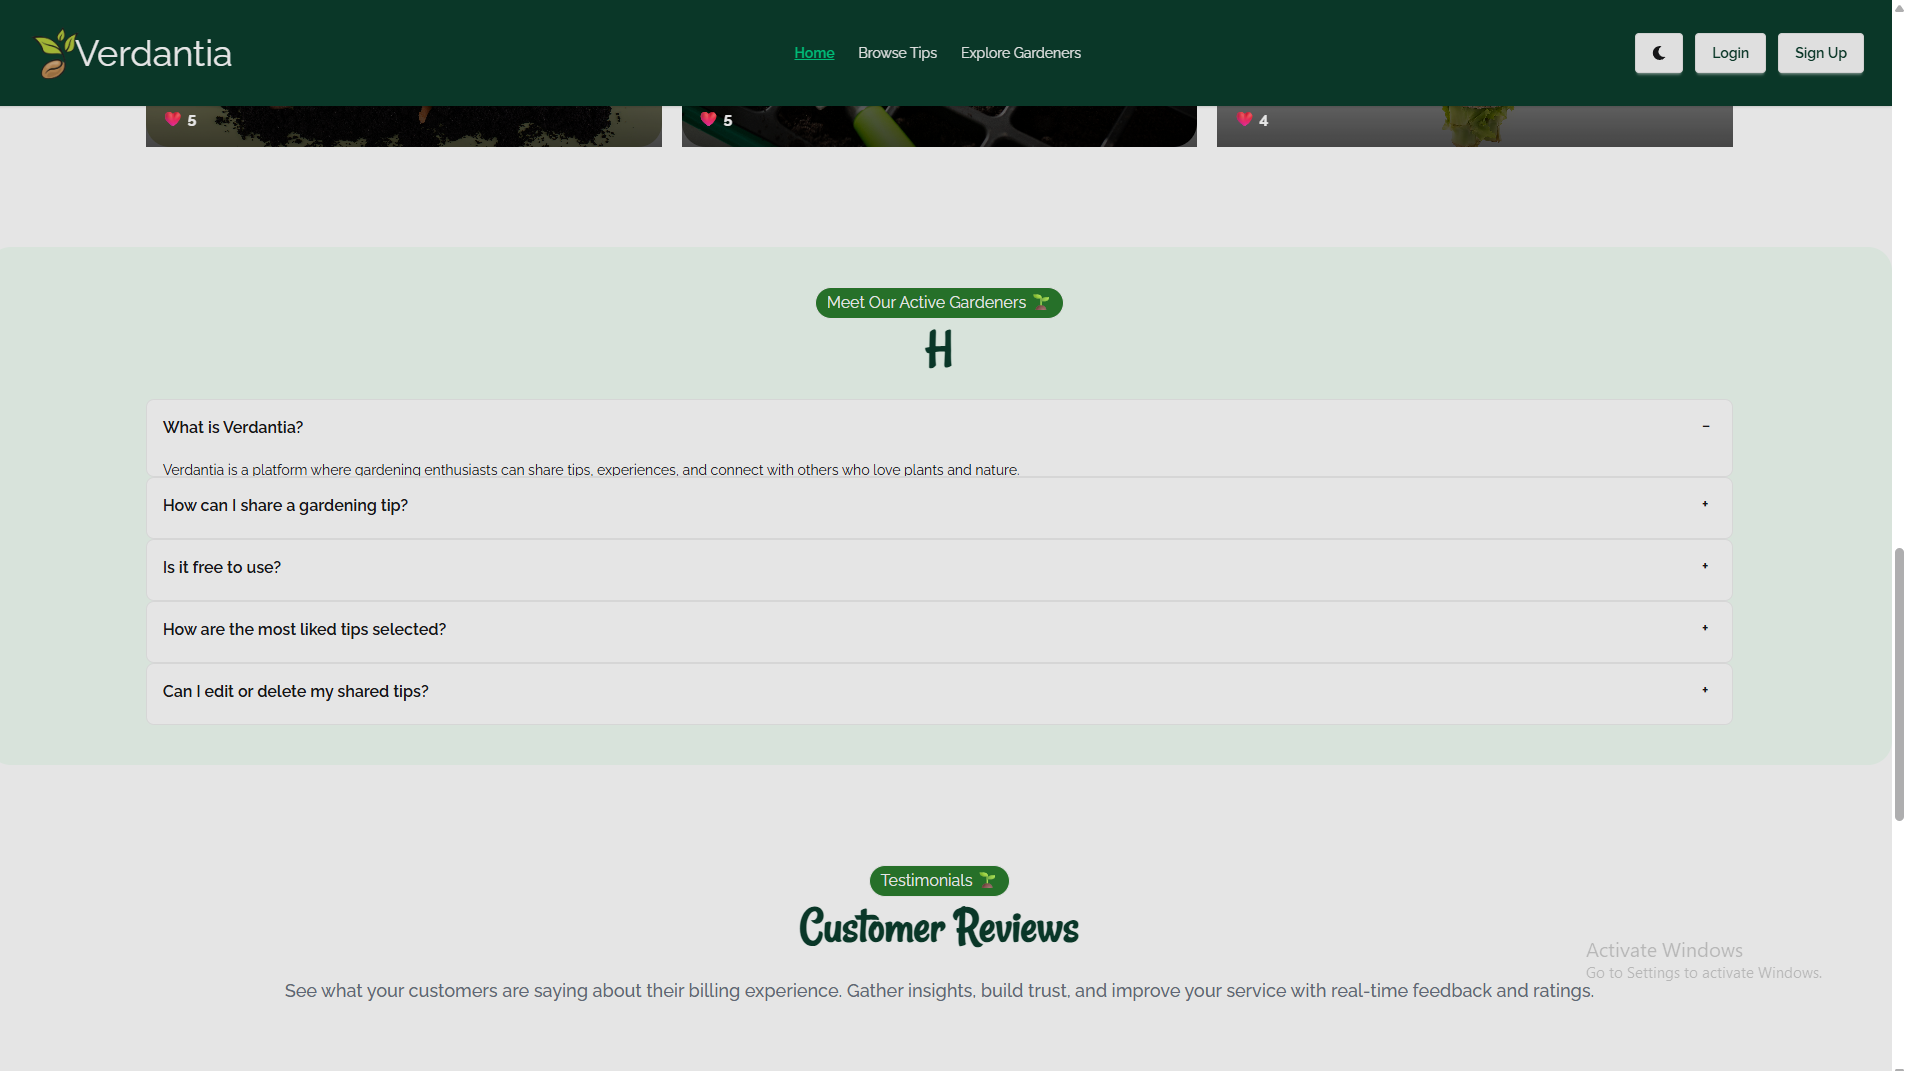 Verdantia
Home Browse Tips Explore Gardeners
Login Sign Up
5 5 4
Meet Our Active Gardeners
H
What is Verdantia? −
Verdantia is a platform where gardening enthusiasts can share tips, experiences, and connect with others who love plants and nature.
How can I share a gardening tip? +
Is it free to use? +
How are the most liked tips selected? +
Can I edit or delete my shared tips? +
Testimonials
Customer Reviews
See what your customers are saying about their billing experience. Gather insights, build trust, and improve your service with real-time feedback and ratings.
Activate Windows
Go to Settings to activate Windows.